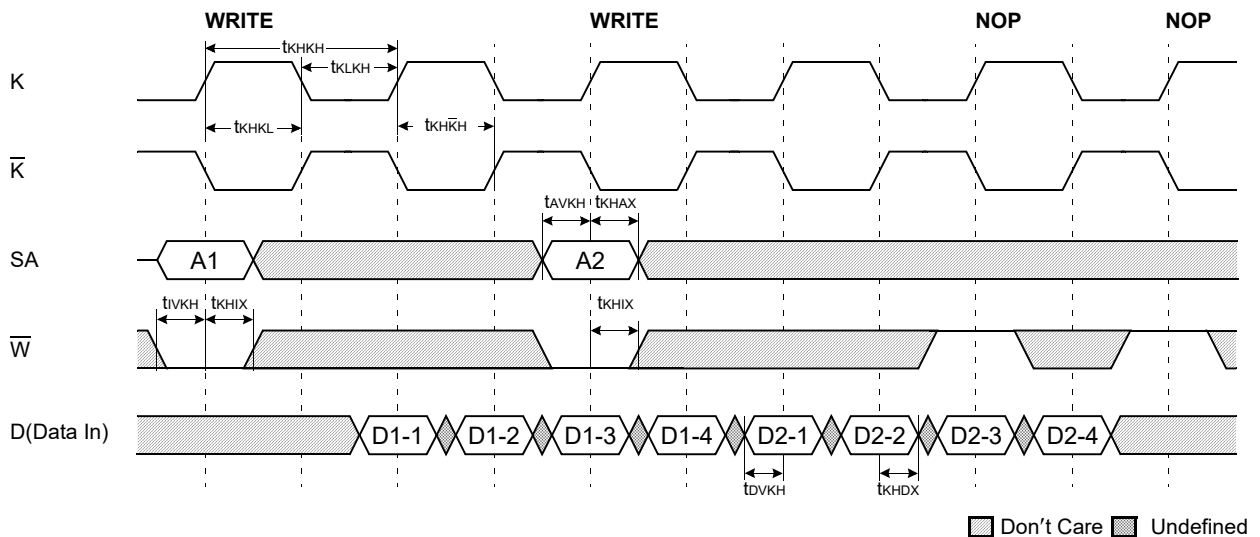 WRITE WRITE NOP NOP
tKHKH
tKLKH
K
tKHKL tKHK̅H
K̅
tAVKH tKHAX
SA A1 A2
tIVKH tKHIX tKHIX
W̅
D(Data In) D1-1 D1-2 D1-3 D1-4 D2-1 D2-2 D2-3 D2-4
tDVKH tKHDX
Don't Care Undefined